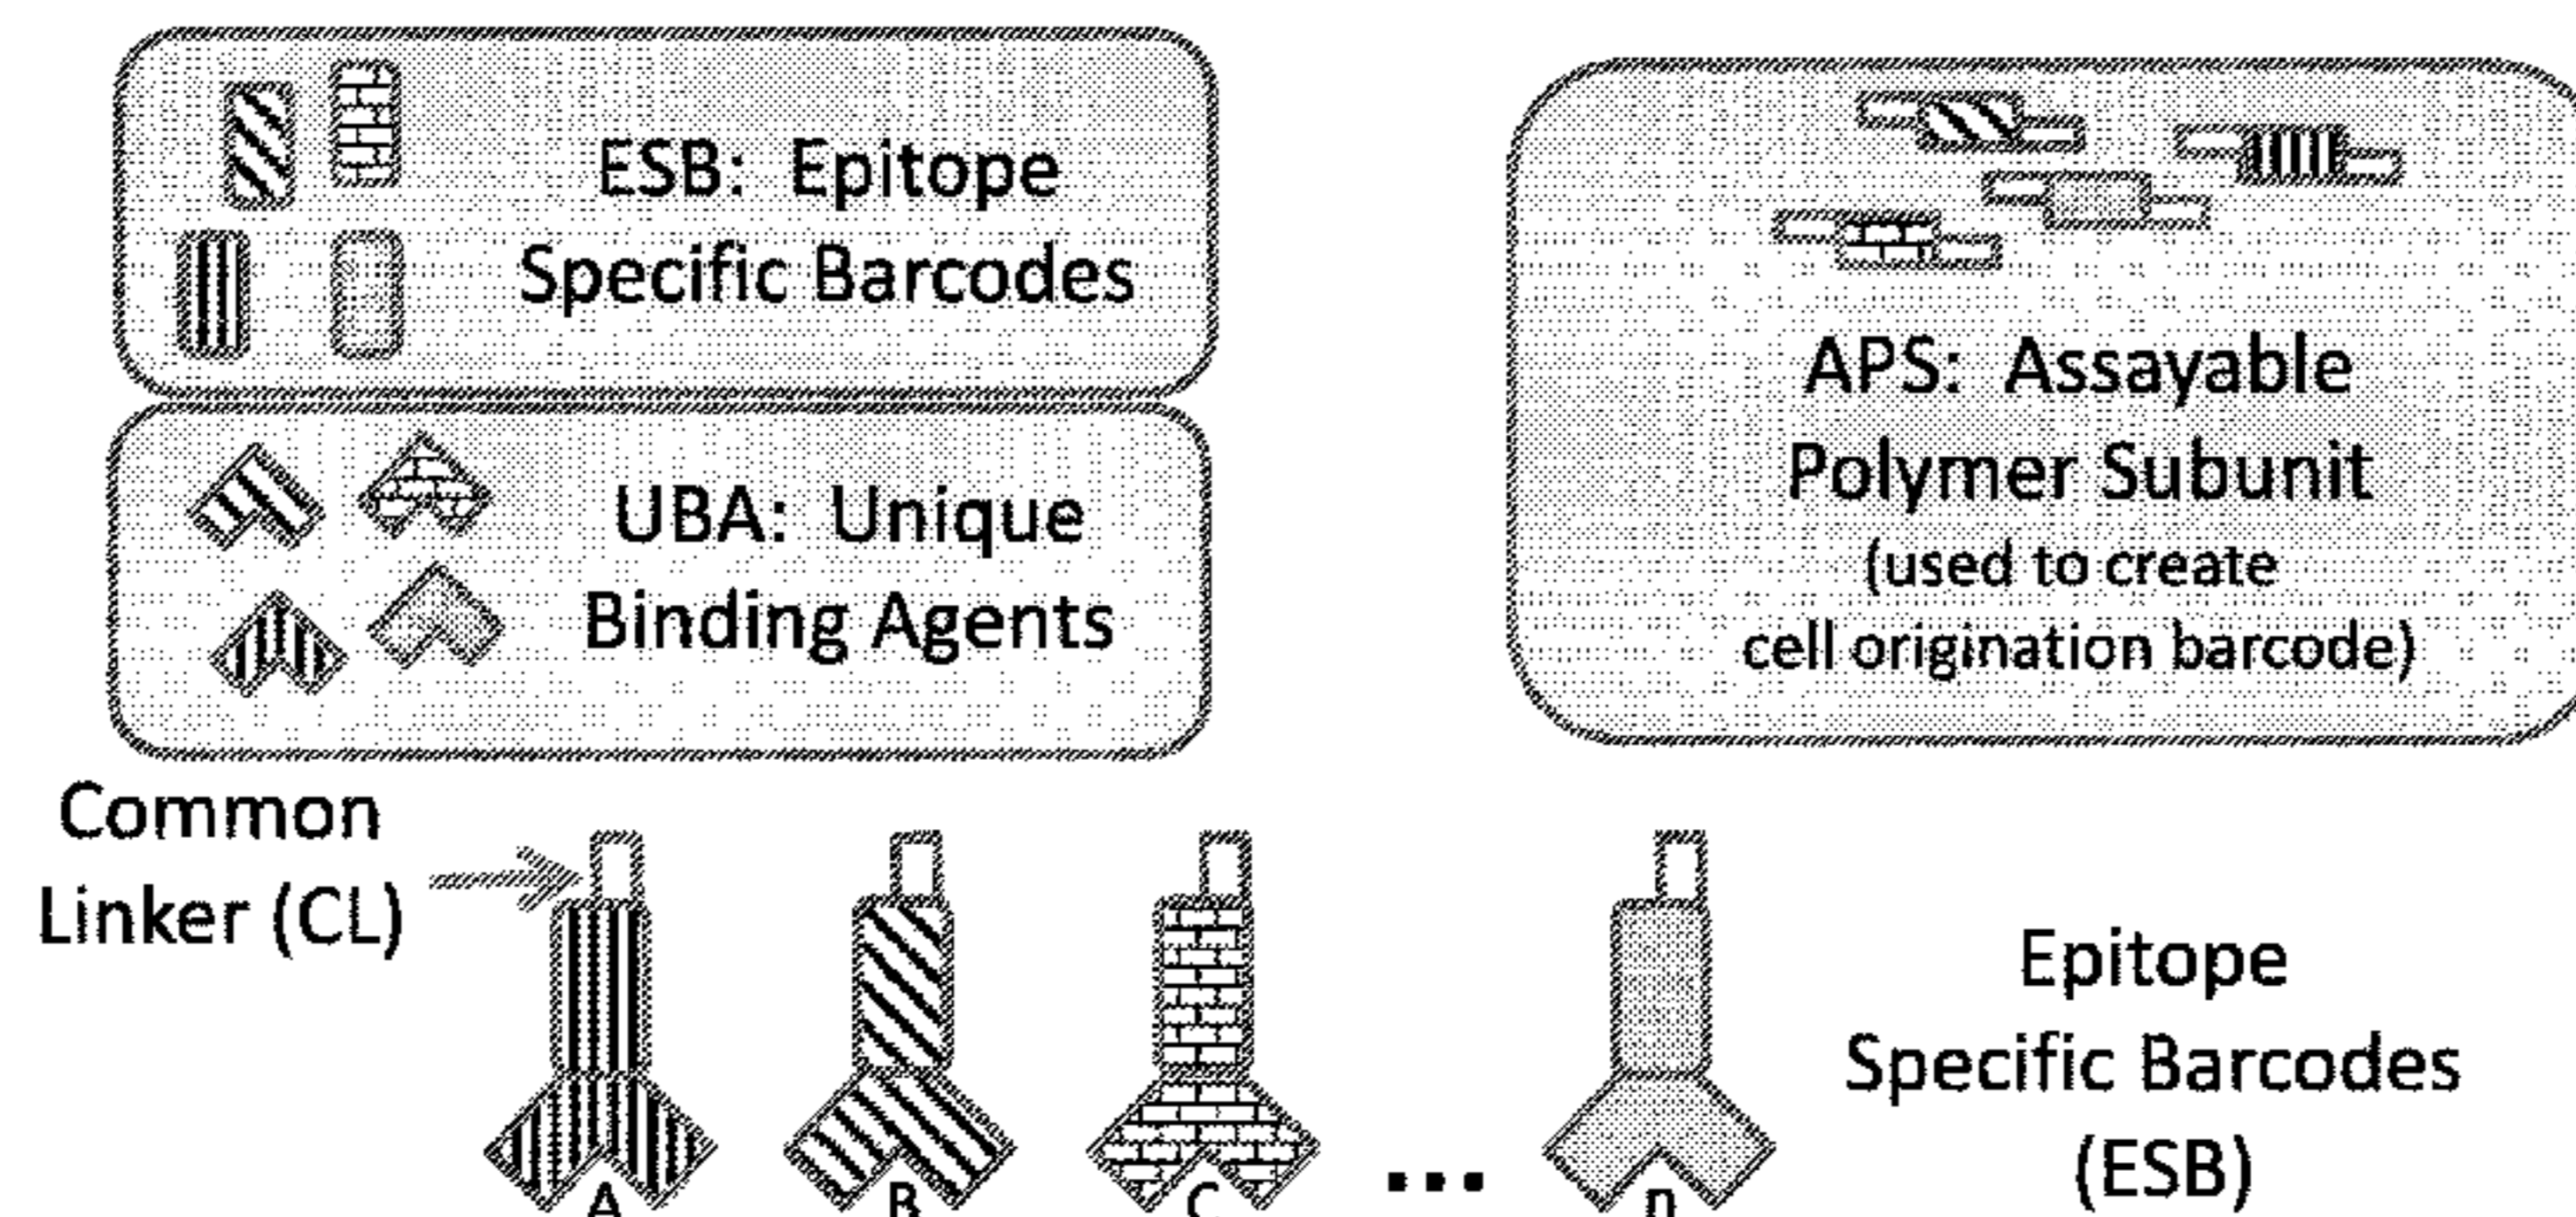 ESB: Epitope
Specific Barcodes
UBA: Unique
Binding Agents
APS: Assayable
Polymer Subunit
(used to create
cell origination barcode)
Common
Linker (CL)
A B C ... n
Epitope
Specific Barcodes
(ESB)